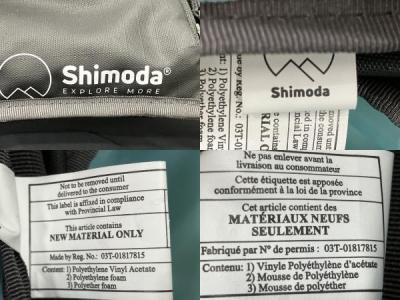 Shimoda®
EXPLORE MORE
Shimoda
Not to be removed until
delivered to the consumer
This label is affixed in compliance
with Provincial Law
This article contains
NEW MATERIAL ONLY
Made by Reg. No.: 03T-01817815
Content: 1) Polyethylene Vinyl Acetate
2) Polyethylene foam
3) Polyether foam
Ne pas enlever avant la
livraison au consommateur
Cette étiquette est apposée
conformément à la loi de la province
Cet article contient des
MATÉRIAUX NEUFS
SEULEMENT
Fabriqué par N° de permis : 03T-01817815
Contenu: 1) Vinyle Polyéthylène d'acétate
2) Mousse de Polyéthylène
3) Mousse de polyéther